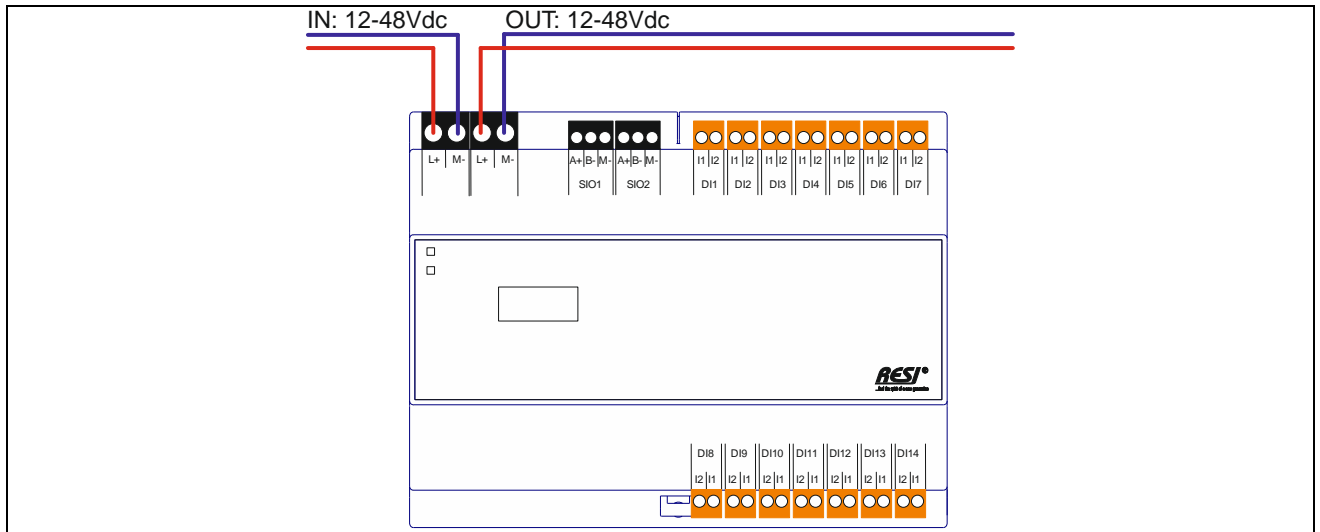 IN: 12-48Vdc OUT: 12-48Vdc
L+ M- L+ M- A+ B- M- A+ B- M- I1 I2 I1 I2 I1 I2 I1 I2 I1 I2 I1 I2 I1 I2
SIO1 SIO2 DI1 DI2 DI3 DI4 DI5 DI6 DI7
RESI®
DI8 DI9 DI10 DI11 DI12 DI13 DI14
I2 I1 I2 I1 I2 I1 I2 I1 I2 I1 I2 I1 I2 I1